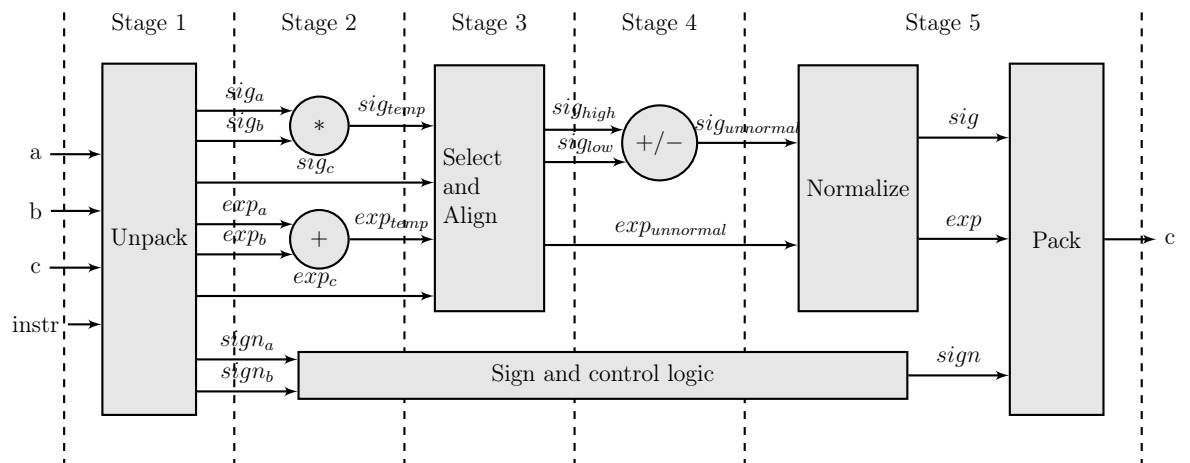 Stage 1
Stage 2
Stage 3
Stage 4
Stage 5
a
b
c
instr
Unpack
sig_a
sig_b
*
sig_c
exp_a
exp_b
+
exp_c
sign_a
sign_b
sig_temp
exp_temp
Select
and
Align
sig_high
sig_low
+/−
sig_unnormal
exp_unnormal
Normalize
Sign and control logic
sig
exp
sign
Pack
c